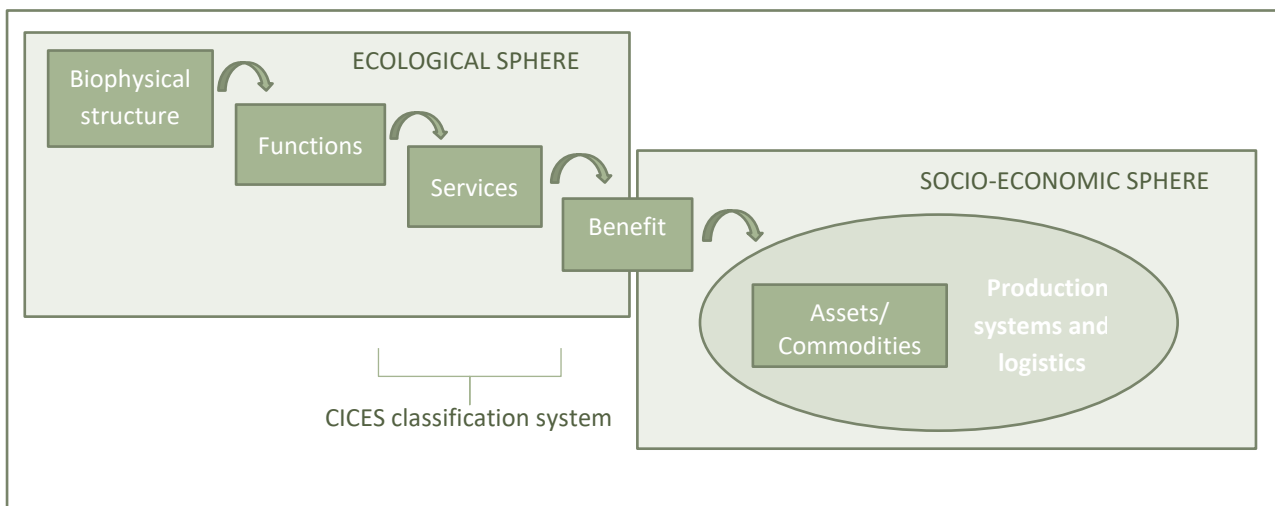 ECOLOGICAL SPHERE
Biophysical
structure
Functions
Services
Benefit
SOCIO-ECONOMIC SPHERE
Assets/
Commodities
Production
systems and
logistics
CICES classification system